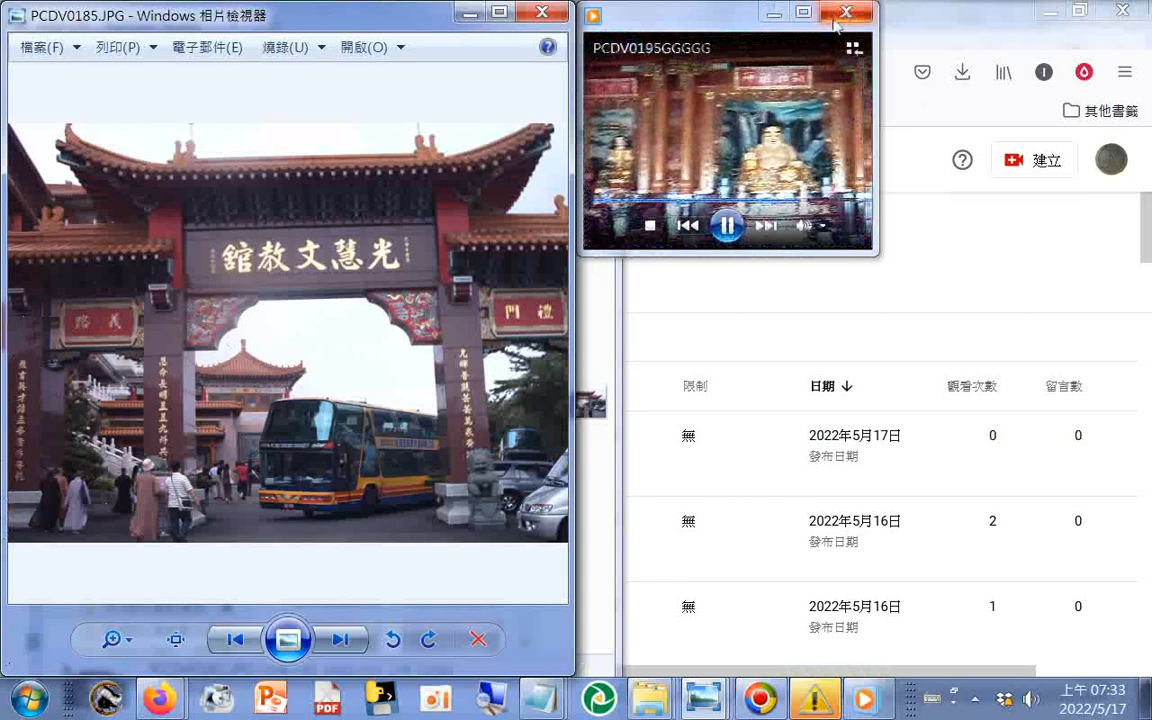 PCDV0185.JPG - Windows 相片檢視器
檔案(F) 列印(P) 電子郵件(E) 燒錄(U) 開啟(O)
館教文慧光
路義
門禮
PCDV0195GGGGG
其他書籤
建立
限制 日期 觀看次數 留言數
無 2022年5月17日 0 0
發布日期
無 2022年5月16日 2 0
發布日期
無 2022年5月16日 1 0
發布日期
PDF
上午 07:33
2022/5/17